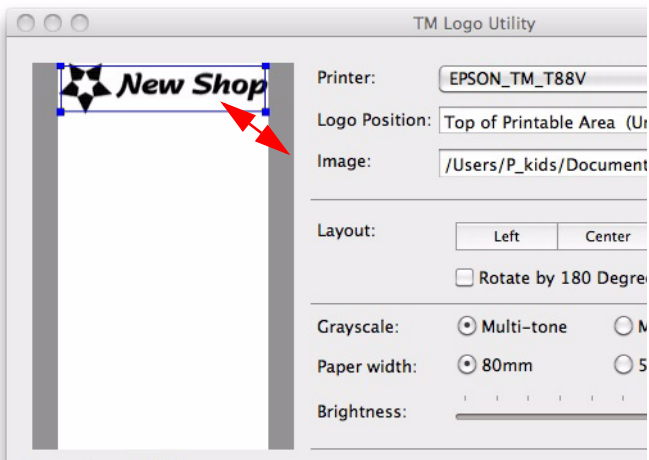 TM Logo Utility
New Shop
Printer: EPSON_TM_T88V
Logo Position: Top of Printable Area (U
Image: /Users/P_kids/Document
Layout: Left Center
Rotate by 180 Degre
Grayscale: Multi-tone M
Paper width: 80mm 5
Brightness: